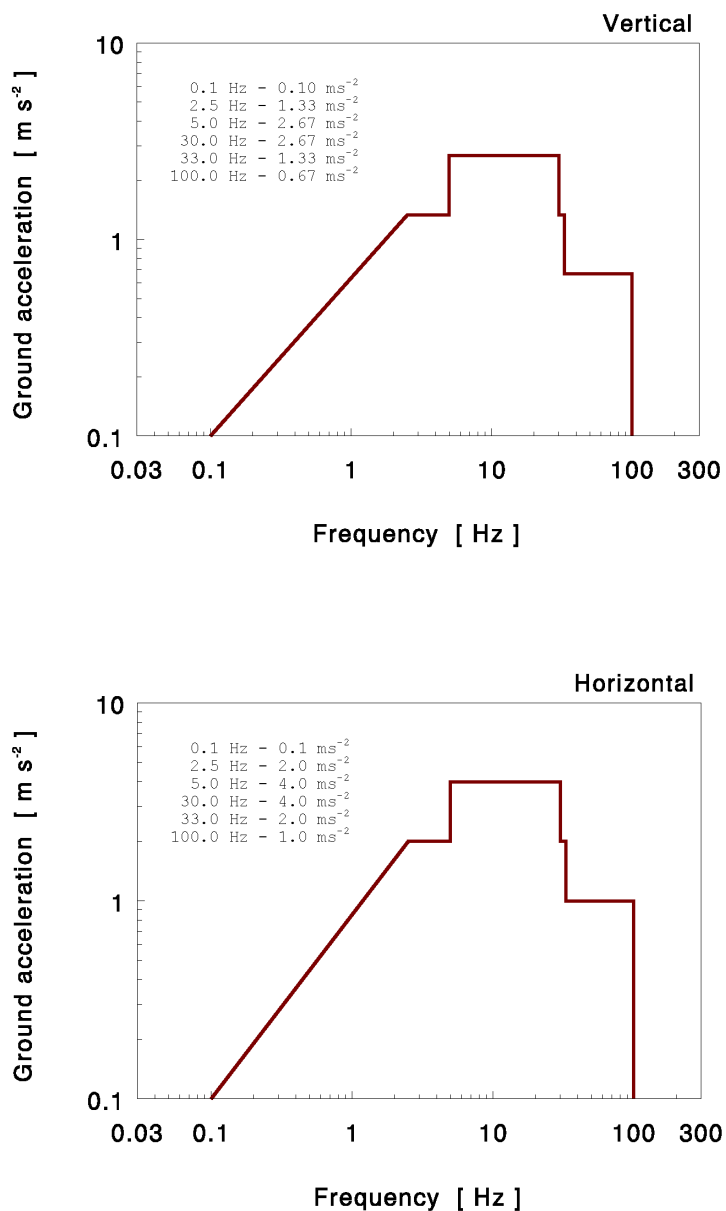 Vertical
10
0.1 Hz - 0.10 ms⁻²
2.5 Hz - 1.33 ms⁻²
5.0 Hz - 2.67 ms⁻²
30.0 Hz - 2.67 ms⁻²
33.0 Hz - 1.33 ms⁻²
100.0 Hz - 0.67 ms⁻²
Ground acceleration [ m s⁻² ]
1
0.1
0.03 0.1 1 10 100 300
Frequency [ Hz ]
Horizontal
10
0.1 Hz - 0.1 ms⁻²
2.5 Hz - 2.0 ms⁻²
5.0 Hz - 4.0 ms⁻²
30.0 Hz - 4.0 ms⁻²
33.0 Hz - 2.0 ms⁻²
100.0 Hz - 1.0 ms⁻²
Ground acceleration [ m s⁻² ]
1
0.1
0.03 0.1 1 10 100 300
Frequency [ Hz ]